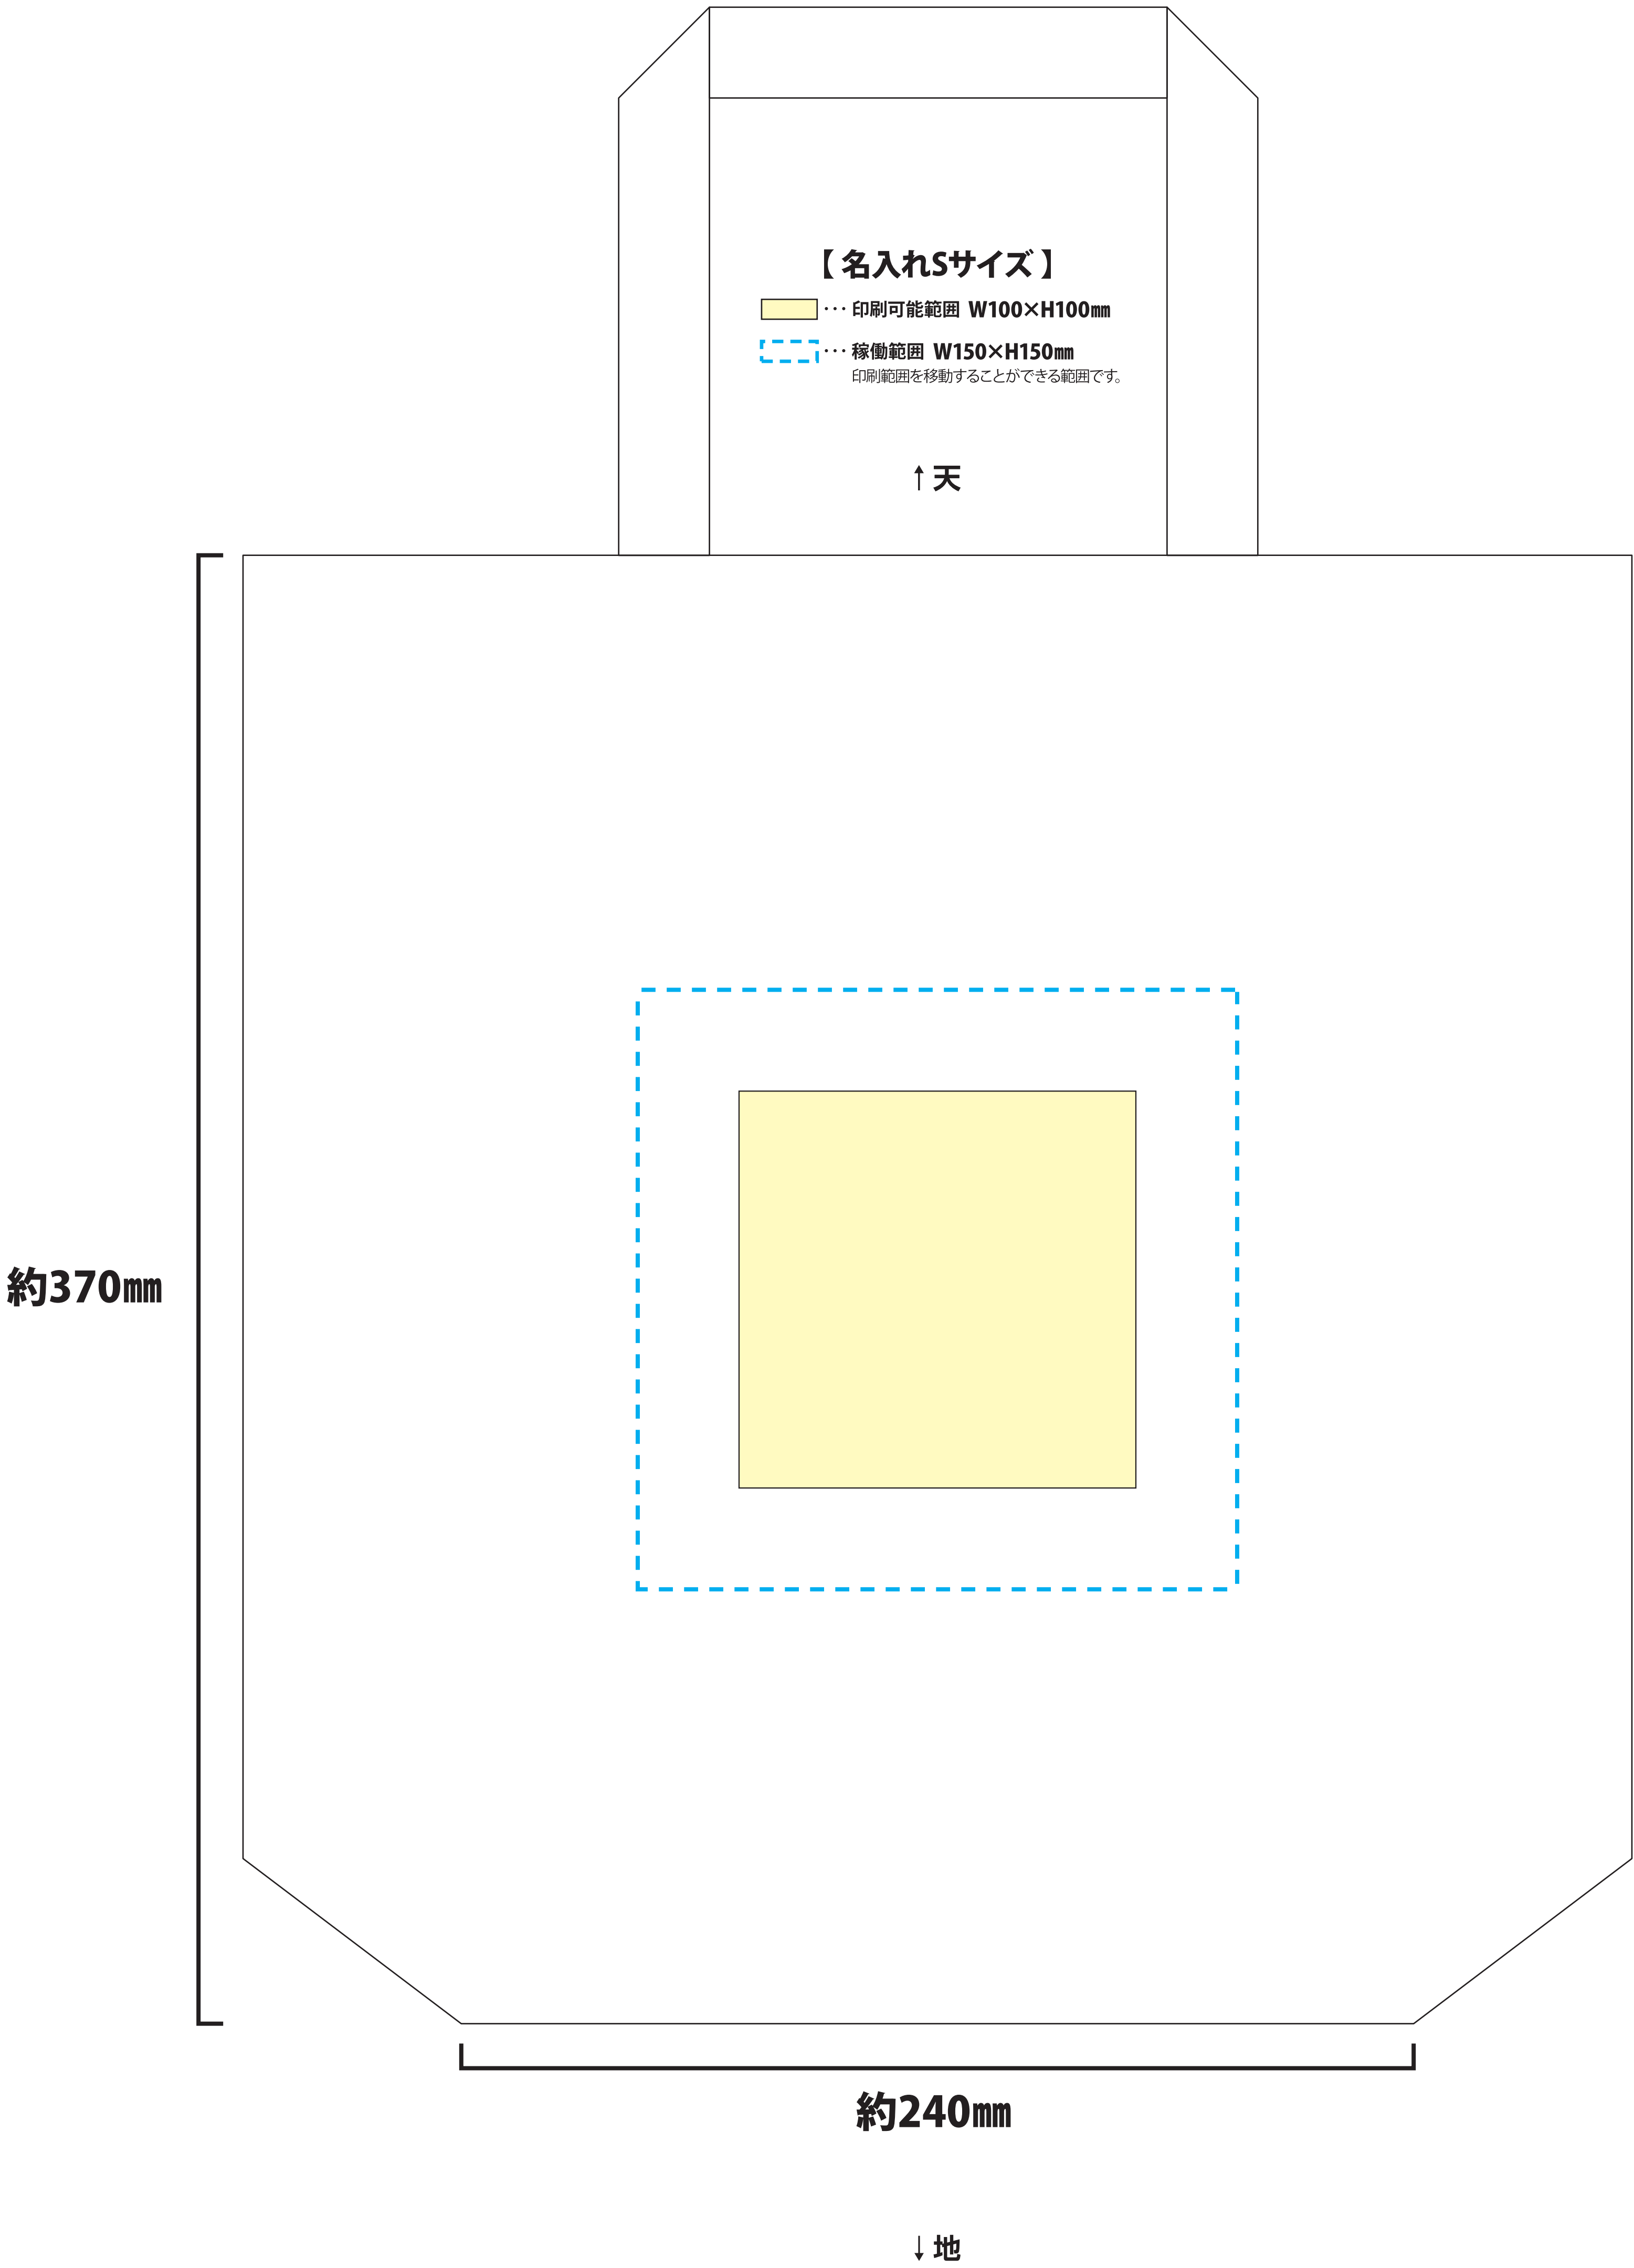 【 名入れSサイズ 】
･･･ 印刷可能範囲 W100×H100㎜
･･･ 稼働範囲 W150×H150㎜
印刷範囲を移動することができる範囲です。
↑ 天
約370㎜
約240㎜
↓ 地